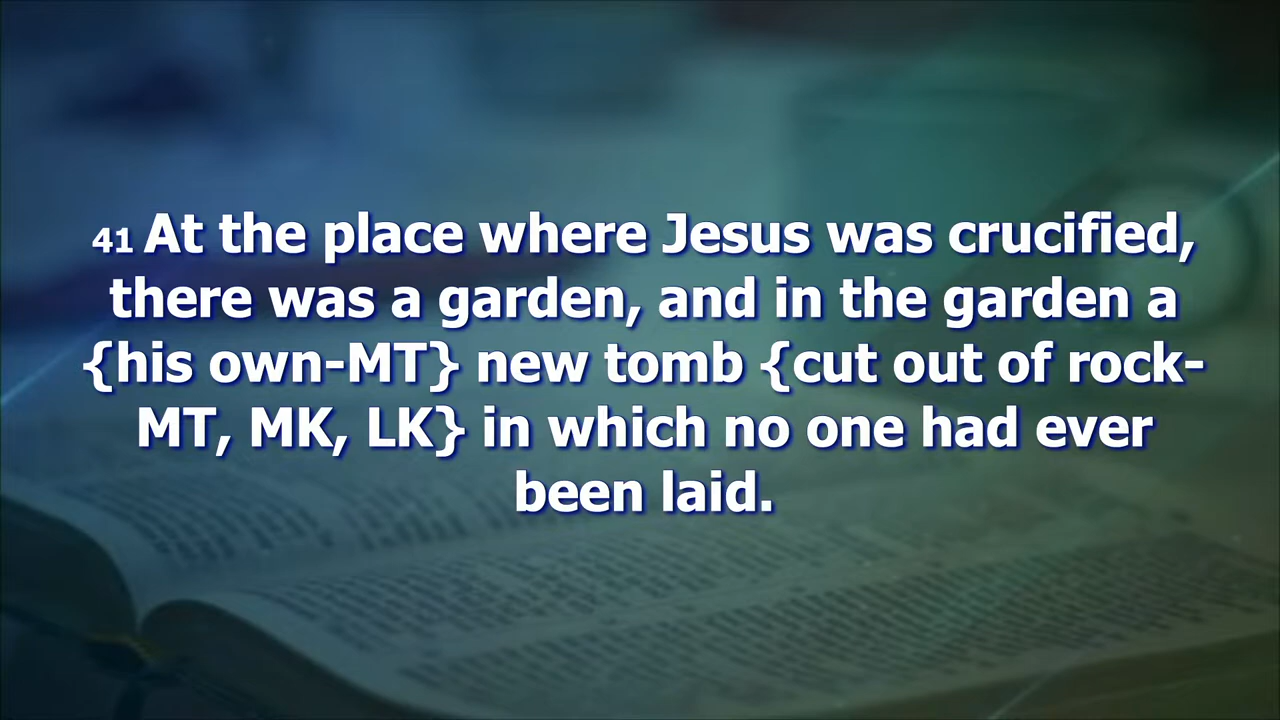 41 At the place where Jesus was crucified,
there was a garden, and in the garden a
{his own-MT} new tomb {cut out of rock-
MT, MK, LK} in which no one had ever
been laid.